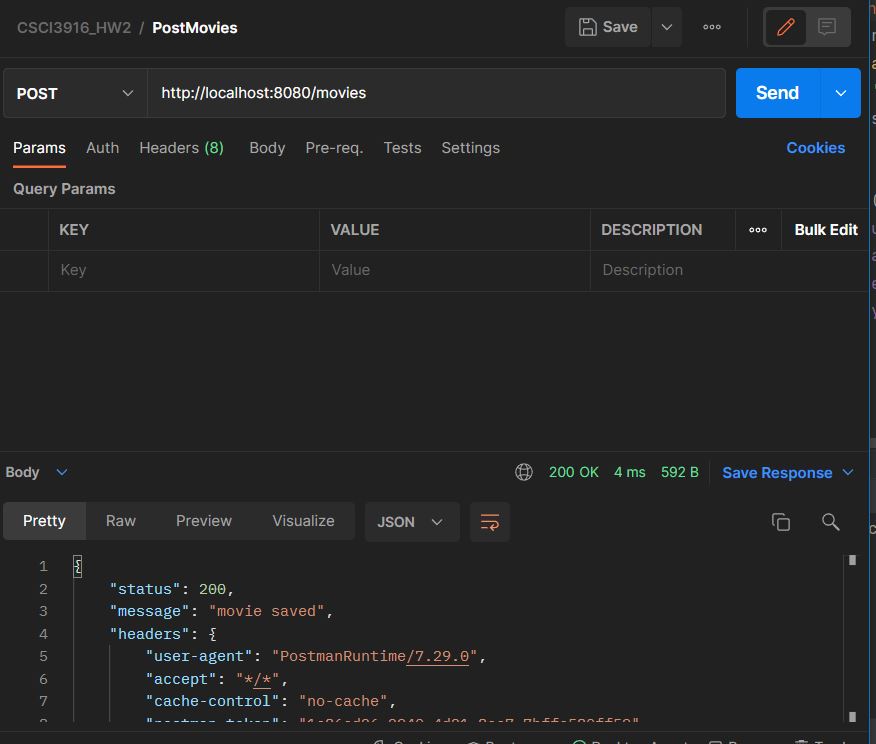 CSCI3916_HW2 / PostMovies
Save
POST http://localhost:8080/movies Send
Params Auth Headers (8) Body Pre-req. Tests Settings Cookies
Query Params
KEY VALUE DESCRIPTION Bulk Edit
Key Value Description
Body 200 OK 4 ms 592 B Save Response
Pretty Raw Preview Visualize JSON
1 {
2 "status": 200,
3 "message": "movie saved",
4 "headers": {
5 "user-agent": "PostmanRuntime/7.29.0",
6 "accept": "*/*",
7 "cache-control": "no-cache",